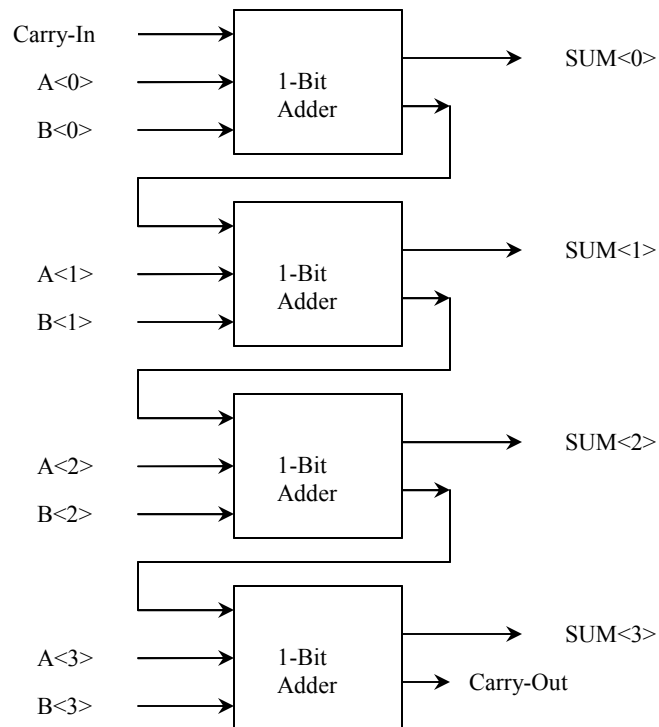 Carry-In
SUM<0>
A<0>
1-Bit
Adder
B<0>
SUM<1>
A<1>
1-Bit
Adder
B<1>
SUM<2>
A<2>
1-Bit
Adder
B<2>
SUM<3>
A<3>
1-Bit
Adder
Carry-Out
B<3>